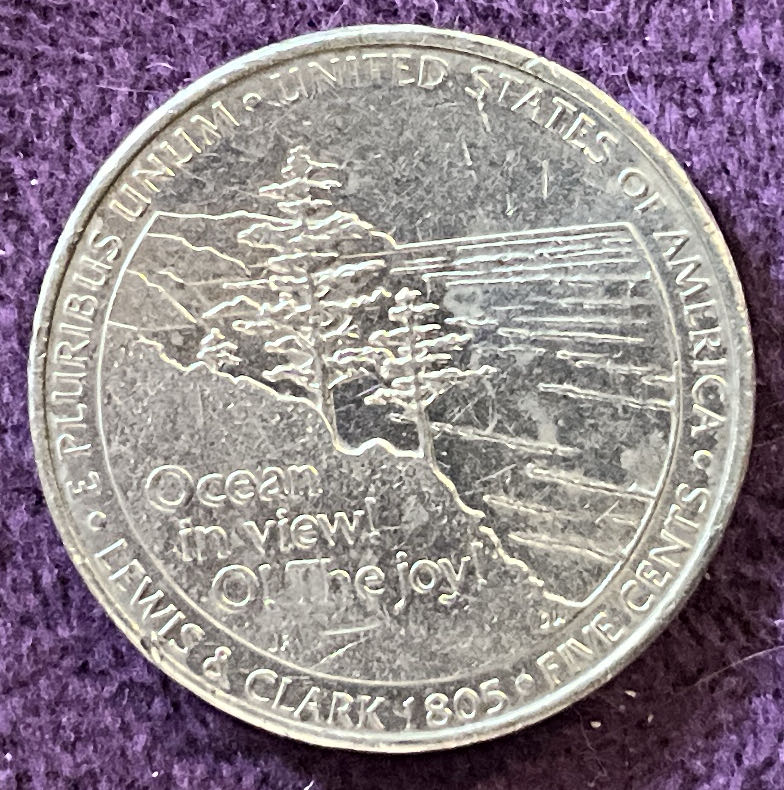 E PLURIBUS UNUM • UNITED STATES OF AMERICA •
Ocean
in view!
O! The joy!
LEWIS & CLARK 1805 • FIVE CENTS •